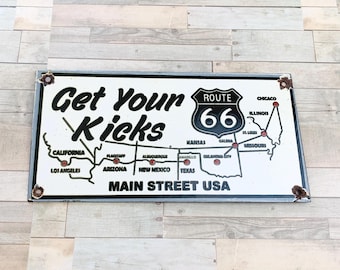 Get Your
Kicks
ROUTE
66
CHICAGO
ILLINOIS
ST. LOUIS
KANSAS
GALENA
MISSOURI
CALIFORNIA
LOS ANGELES
FLAGSTAFF
ARIZONA
ALBUQUERQUE
NEW MEXICO
AMARILLO
TEXAS
OKLAHOMA CITY
MAIN STREET USA